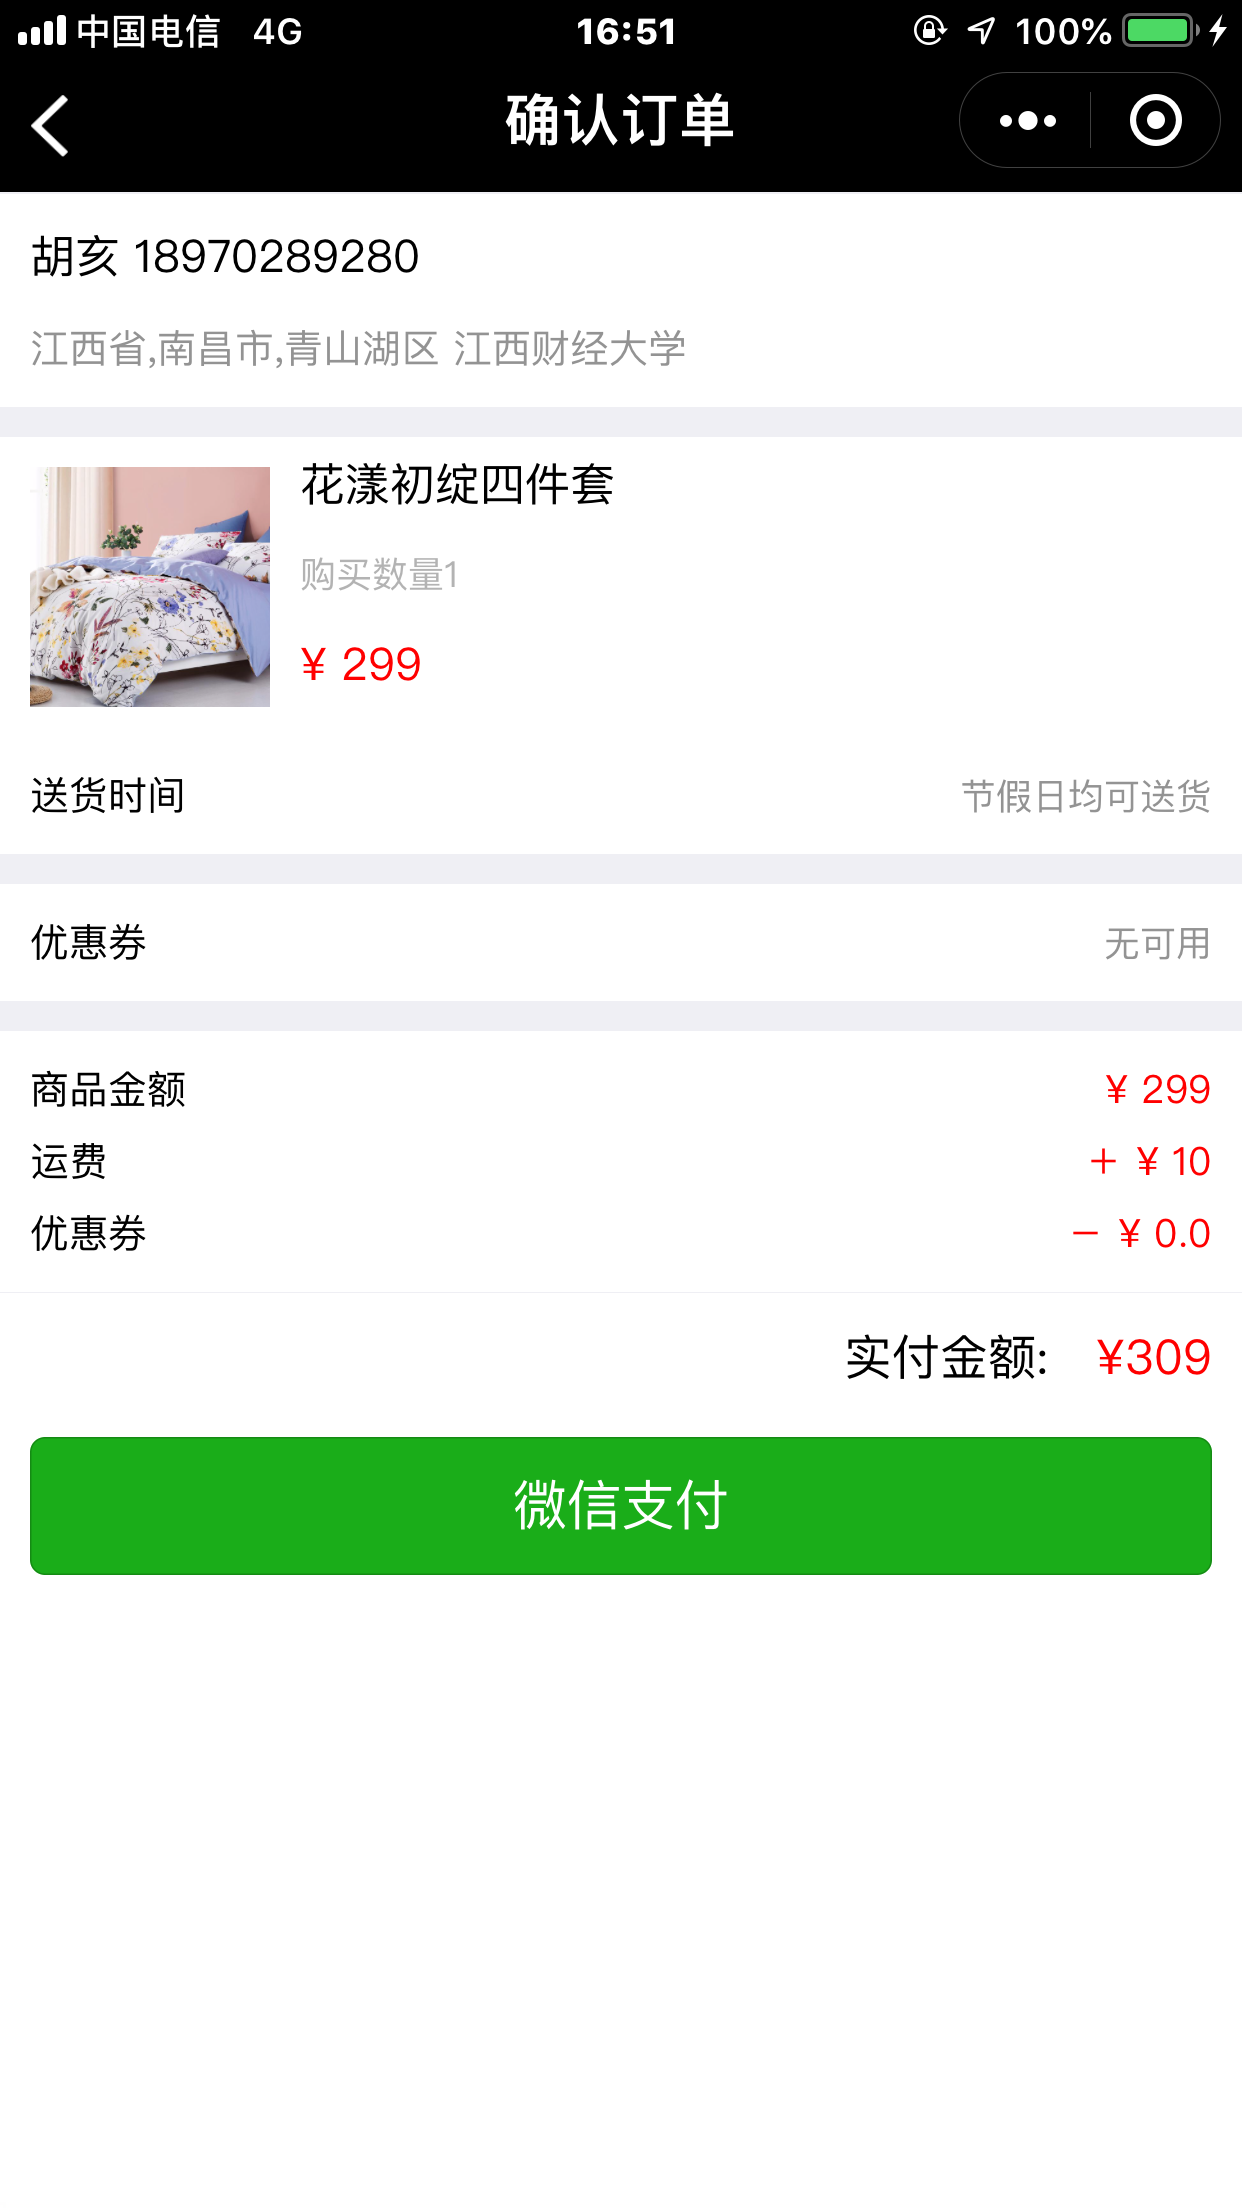 中国电信 4G 16:51 100%
确认订单
胡亥 18970289280
江西省,南昌市,青山湖区 江西财经大学
花漾初绽四件套
购买数量1
¥ 299
送货时间 节假日均可送货
优惠券 无可用
商品金额 ¥ 299
运费 + ¥ 10
优惠券 - ¥ 0.0
实付金额: ¥309
微信支付